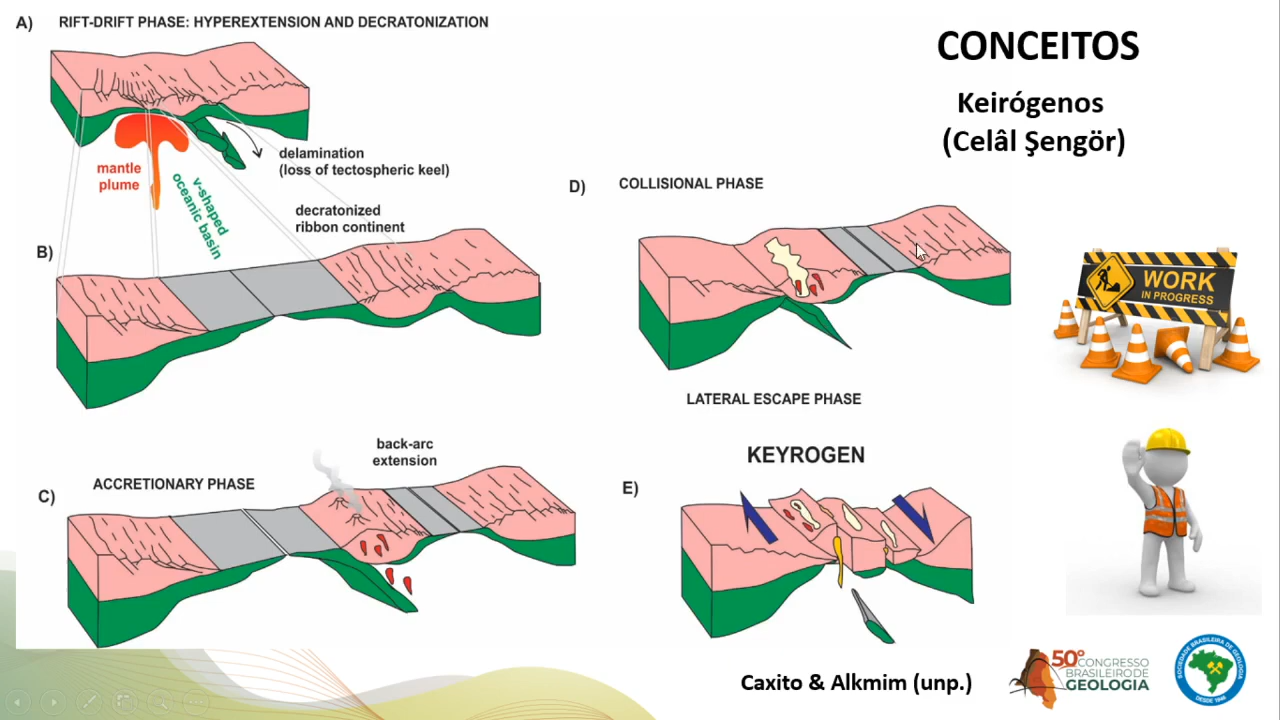 A) RIFT-DRIFT PHASE: HYPEREXTENSION AND DECRATONIZATION
mantle
plume
v-shaped
oceanic basin
delamination
(loss of tectospheric keel)
decratonized
ribbon continent
B)
C) ACCRETIONARY PHASE
back-arc
extension
D) COLLISIONAL PHASE
LATERAL ESCAPE PHASE
KEYROGEN
E)
CONCEITOS
Keirógenos
(Celâl Şengör)
WORK
IN PROGRESS
Caxito & Alkmim (unp.)
50º CONGRESSO
BRASILEIRO DE
GEOLOGIA
SOCIEDADE BRASILEIRA DE GEOLOGIA
DESDE 1946